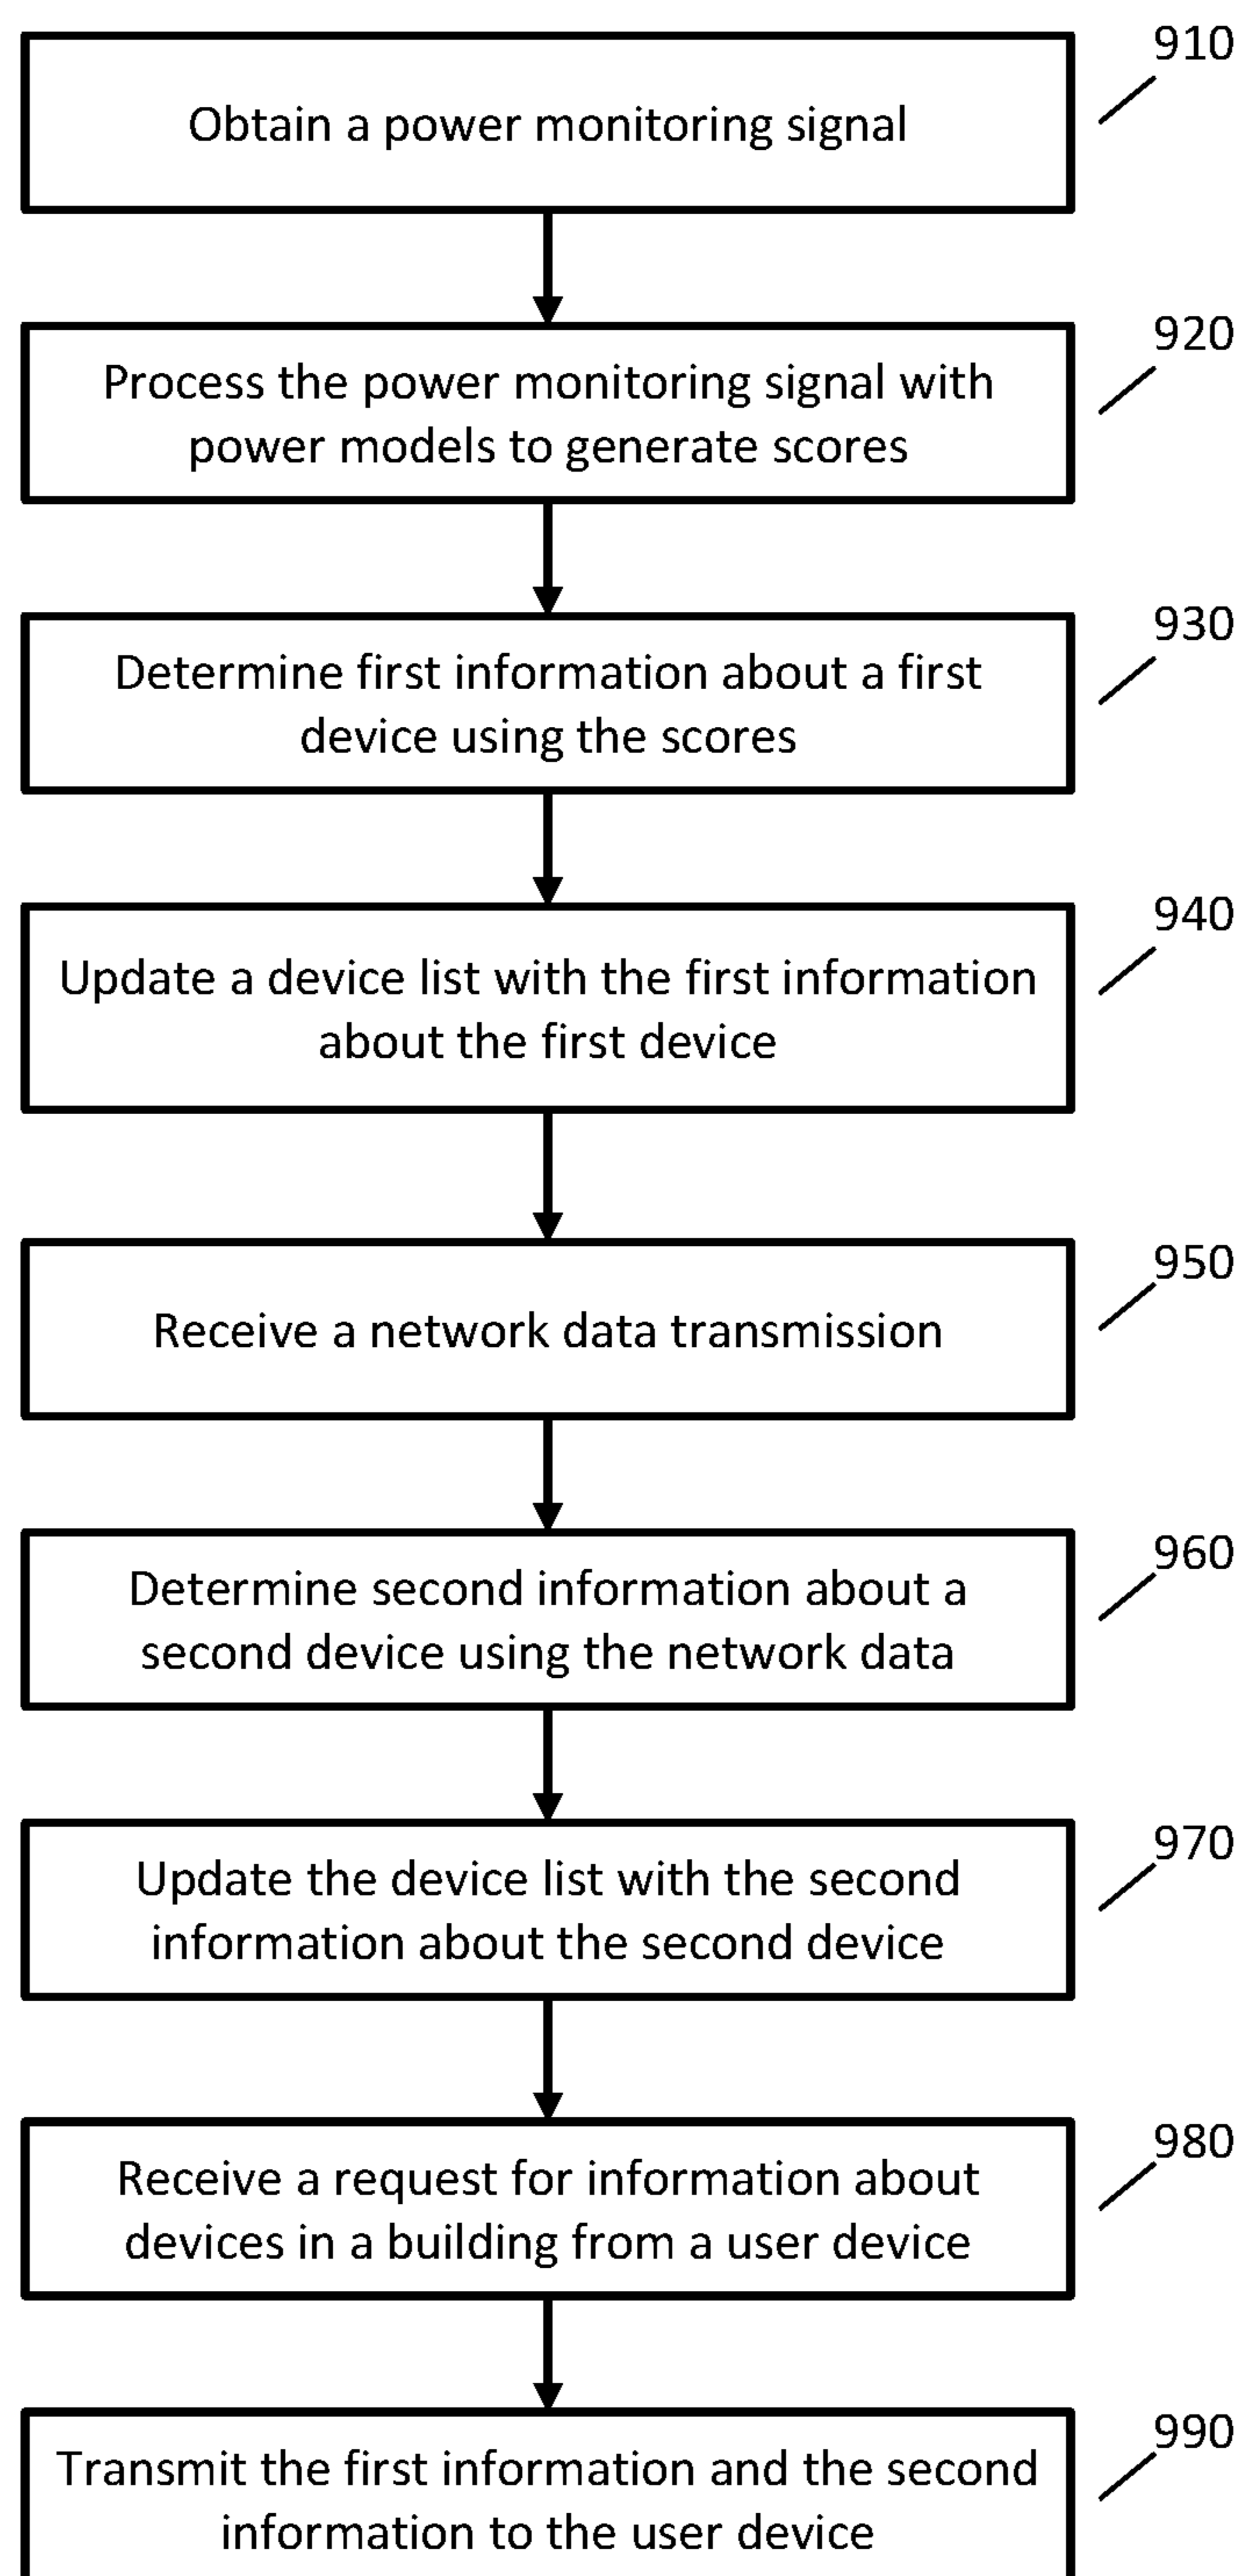 910
Obtain a power monitoring signal
920
Process the power monitoring signal with
power models to generate scores
930
Determine first information about a first
device using the scores
940
Update a device list with the first information
about the first device
950
Receive a network data transmission
960
Determine second information about a
second device using the network data
970
Update the device list with the second
information about the second device
980
Receive a request for information about
devices in a building from a user device
990
Transmit the first information and the second
information to the user device